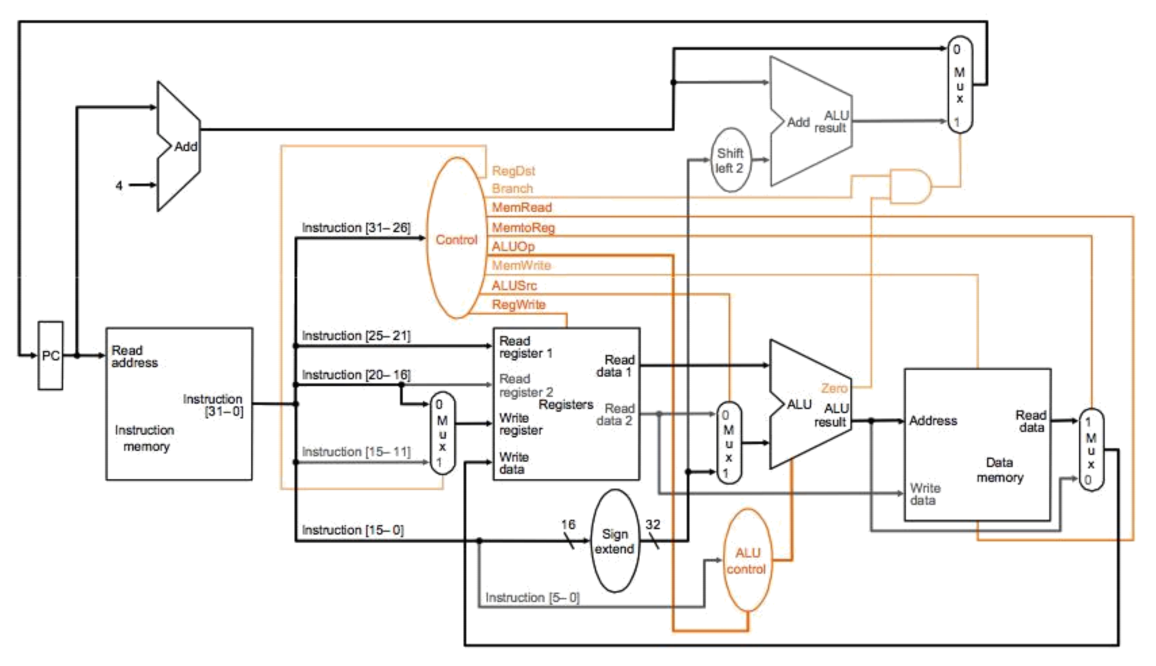 0
M
u
x
1
Add
ALU
result
Shift
left 2
Add
4
RegDst
Branch
MemRead
MemtoReg
ALUOp
MemWrite
ALUSrc
RegWrite
Control
Instruction [31–26]
Instruction [25–21]
Instruction [20–16]
Instruction [15–11]
Instruction [15–0]
Instruction [5–0]
PC
Read
address
Instruction
[31–0]
Instruction
memory
0
M
u
x
1
Read
register 1
Read
register 2
Write
register
Write
data
Registers
Read
data 1
Read
data 2
16
Sign
extend
32
0
M
u
x
1
Zero
ALU
ALU
result
ALU
control
Address
Write
data
Read
data
Data
memory
1
M
u
x
0